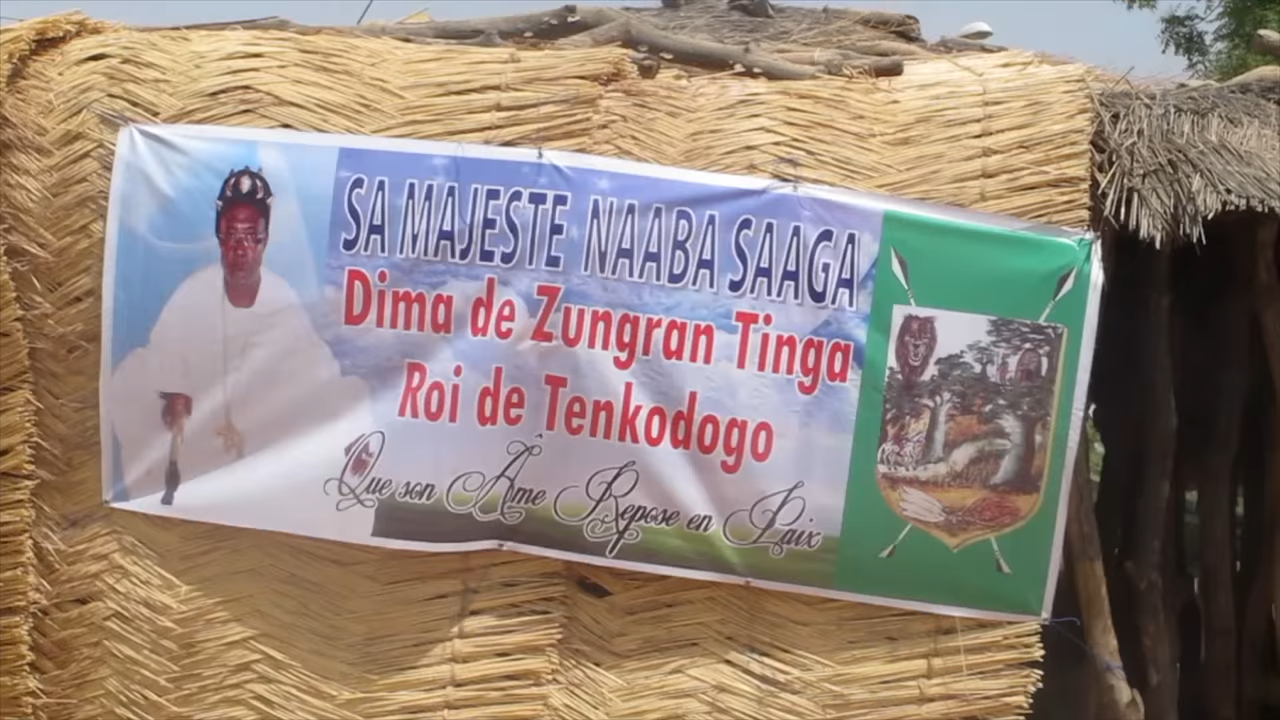 SA MAJESTE NAABA SAAGA
Dima de Zungran Tinga
Roi de Tenkodogo
Que son Âme Repose en Paix